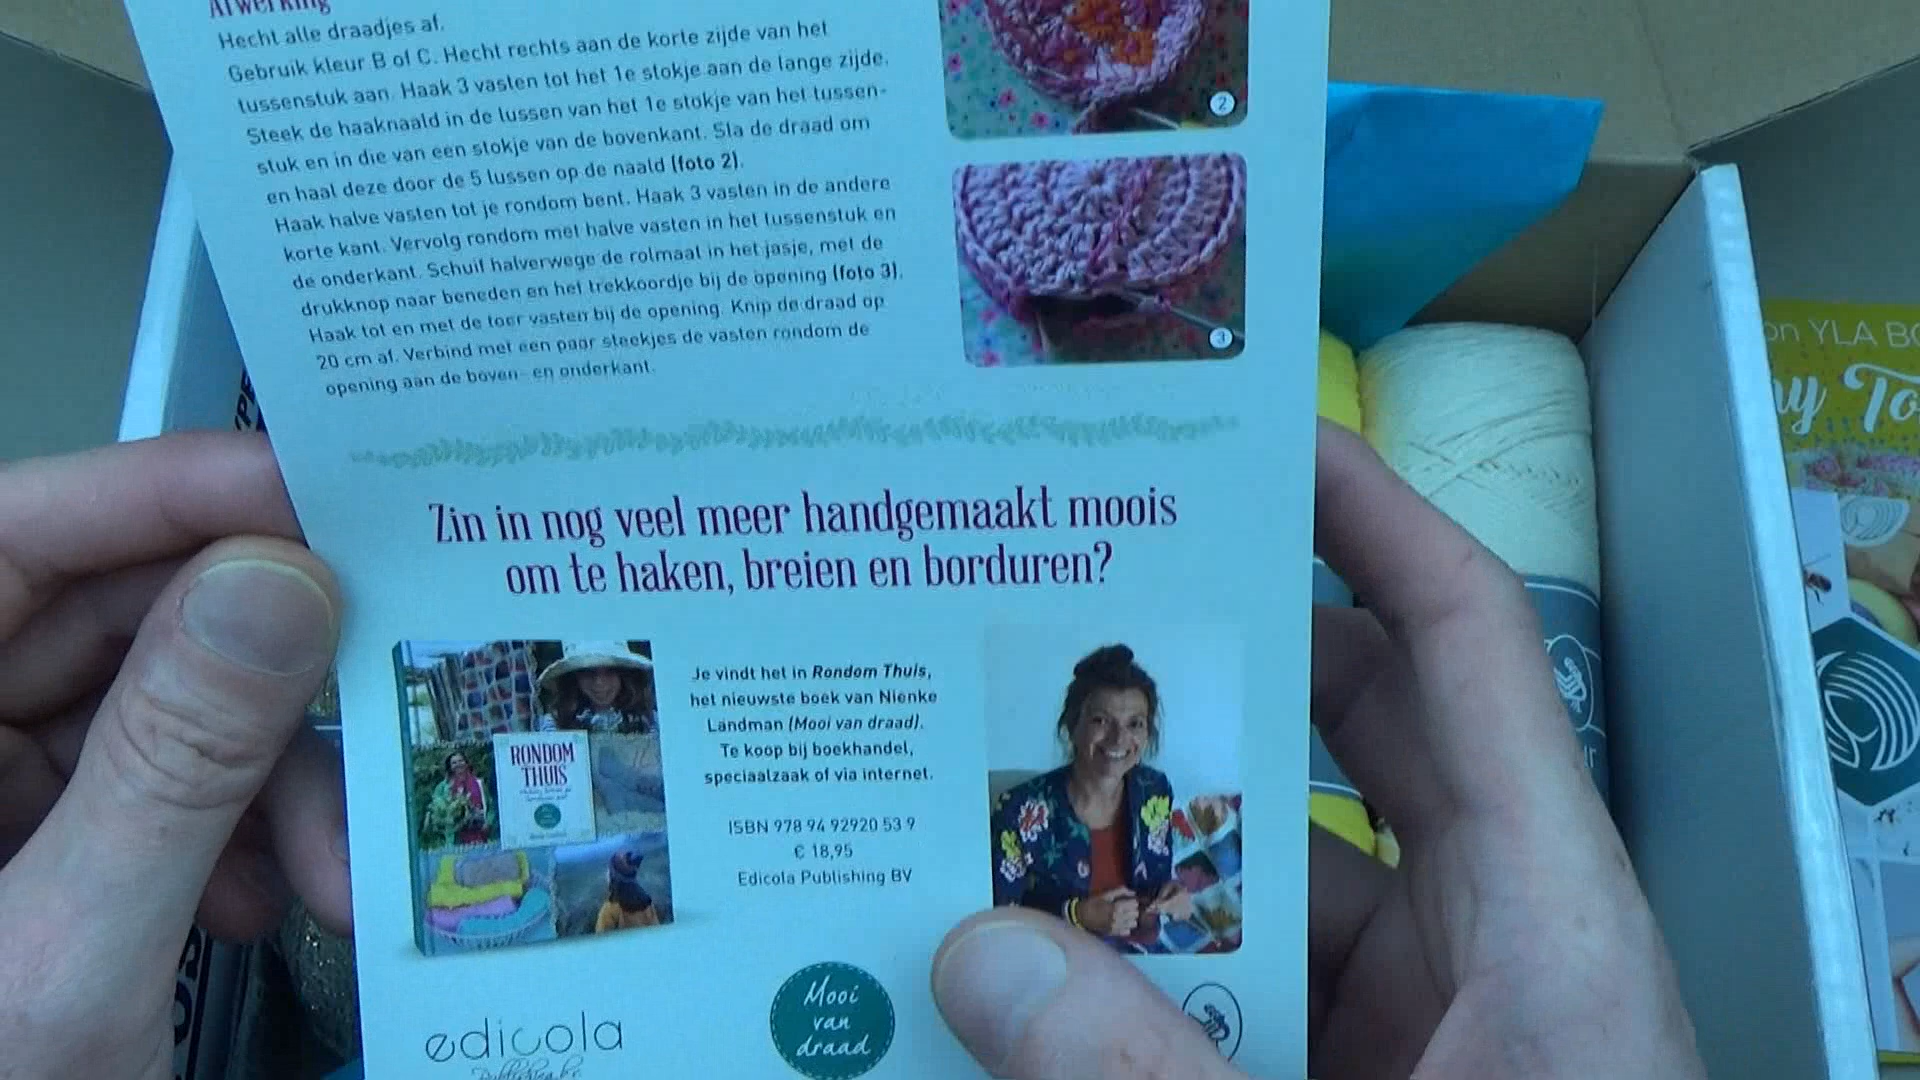 Afwerking
Hecht alle draadjes af.
Gebruik kleur B of C. Hecht rechts aan de korte zijde van het
tussenstuk aan. Haak 3 vasten tot het 1e stokje aan de lange zijde.
Steek de haaknaald in de lussen van het 1e stokje van het tussen-
stuk en in die van een stokje van de bovenkant. Sla de draad om
en haal deze door de 5 lussen op de naald (foto 2).
Haak halve vasten tot je rondom bent. Haak 3 vasten in de andere
korte kant. Vervolg rondom met halve vasten in het tussenstuk en
de onderkant. Schuif halverwege de rolmaat in het jasje, met de
drukknop naar beneden en het trekkoordje bij de opening (foto 3).
Haak tot en met de toer vasten bij de opening. Knip de draad op
20 cm af. Verbind met een paar steekjes de vasten rondom de
opening aan de boven- en onderkant.
2
3
Zin in nog veel meer handgemaakt moois
om te haken, breien en borduren?
RONDOM
THUIS
Je vindt het in Rondom Thuis,
het nieuwste boek van Nienke
Landman (Mooi van draad).
Te koop bij boekhandel,
speciaalzaak of via internet.
ISBN 978 94 92920 53 9
€ 18,95
Edicola Publishing BV
edicola
Publishing bv
Mooi
van
draad
on YLA BO
ny To